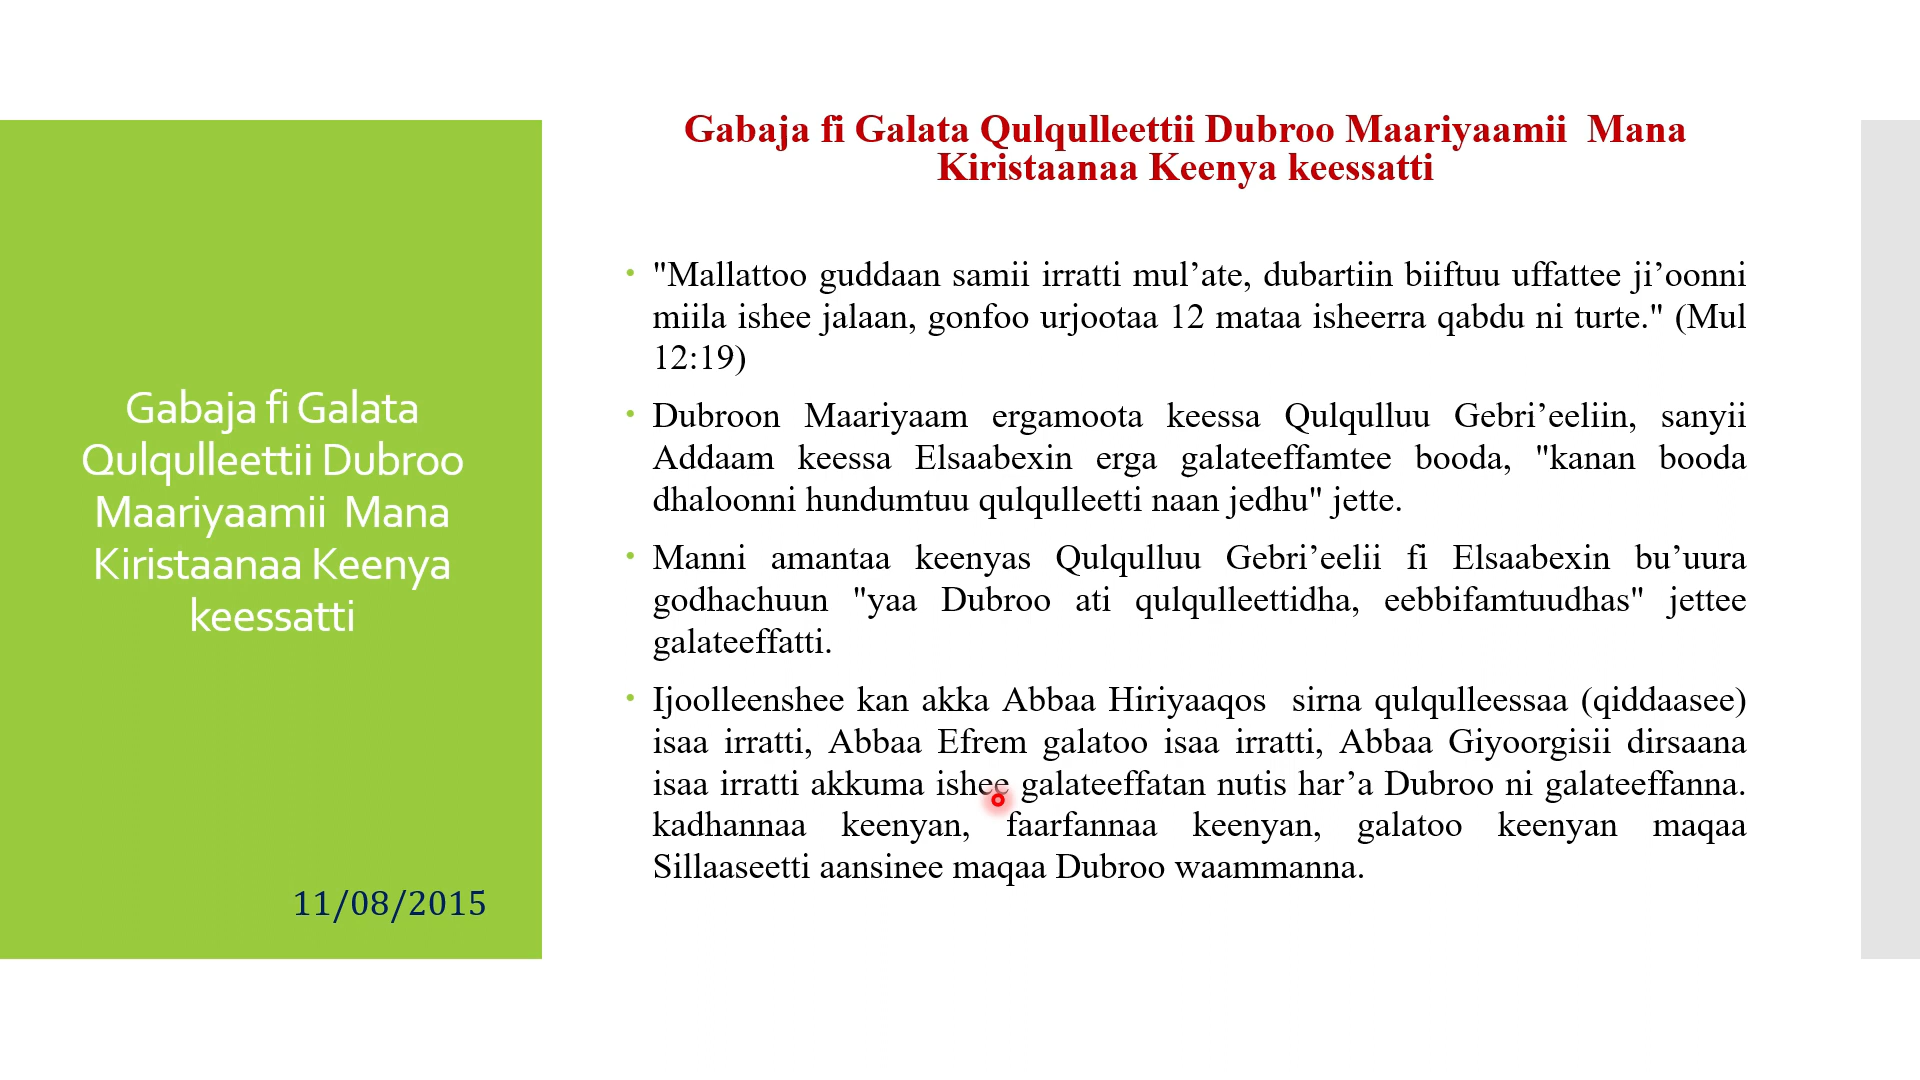 Gabaja fi Galata
Qulqulleettii Dubroo
Maariyaamii Mana
Kiristaanaa Keenya
keessatti
11/08/2015
Gabaja fi Galata Qulqulleettii Dubroo Maariyaamii Mana
Kiristaanaa Keenya keessatti
• "Mallattoo guddaan samii irratti mul’ate, dubartiin biiftuu uffattee ji’oonni
miila ishee jalaan, gonfoo urjootaa 12 mataa isheerra qabdu ni turte." (Mul
12:19)
• Dubroon Maariyaam ergamoota keessa Qulqulluu Gebri’eeliin, sanyii
Addaam keessa Elsaabexin erga galateeffamtee booda, "kanan booda
dhaloonni hundumtuu qulqulleetti naan jedhu" jette.
• Manni amantaa keenyas Qulqulluu Gebri’eelii fi Elsaabexin bu’uura
godhachuun "yaa Dubroo ati qulqulleettidha, eebbifamtuudhas" jettee
galateeffatti.
• Ijoolleenshee kan akka Abbaa Hiriyaaqos sirna qulqulleessaa (qiddaasee)
isaa irratti, Abbaa Efrem galatoo isaa irratti, Abbaa Giyoorgisii dirsaana
isaa irratti akkuma ishee galateeffatan nutis har’a Dubroo ni galateeffanna.
kadhannaa keenyan, faarfannaa keenyan, galatoo keenyan maqaa
Sillaaseetti aansinee maqaa Dubroo waammanna.